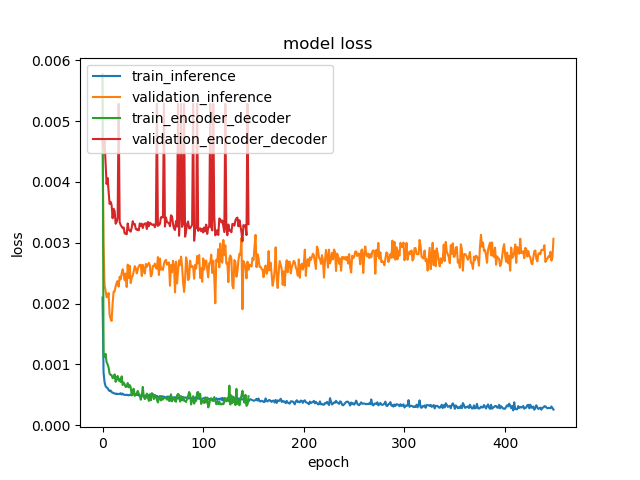 model loss
train_inference
validation_inference
train_encoder_decoder
validation_encoder_decoder
0.006
0.005
0.004
0.003
0.002
0.001
0.000
loss
0 100 200 300 400
epoch